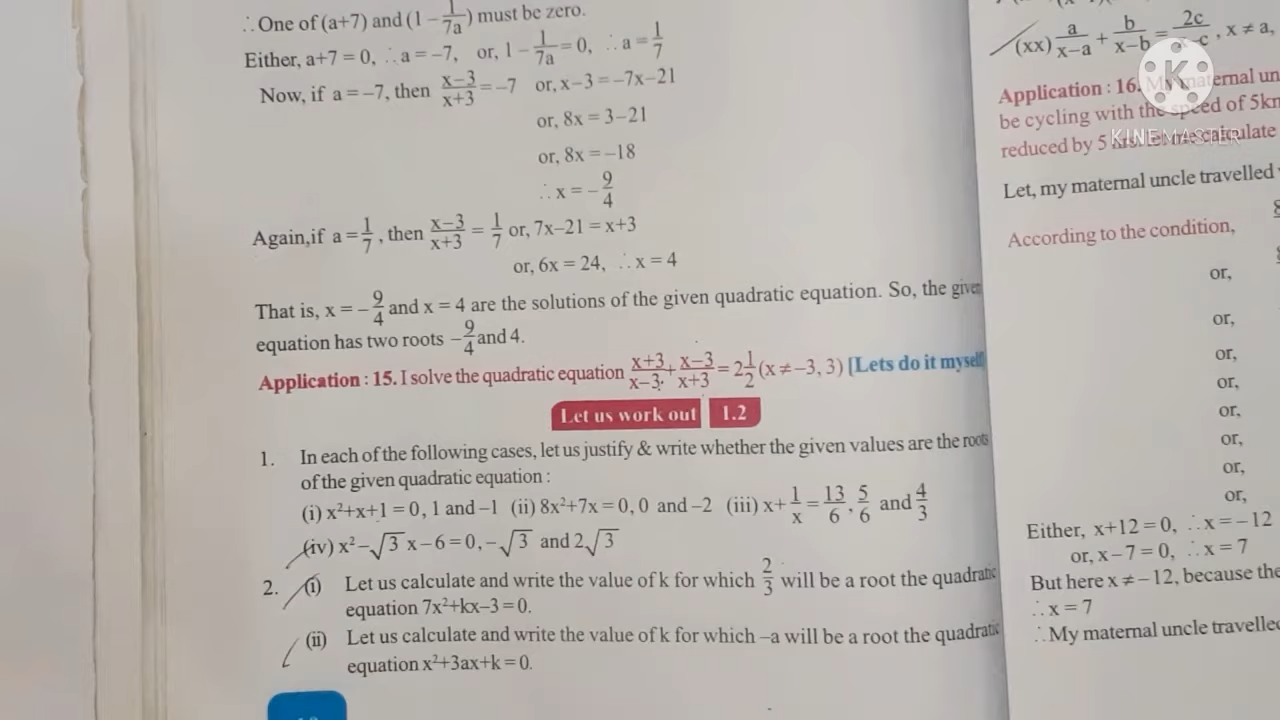 ∴One of (a+7) and (1 − 1/7a) must be zero.
Either, a+7 = 0, ∴a = −7, or, 1 − 1/7a = 0, ∴a = 1/7
Now, if a = −7, then x−3/x+3 = −7 or, x−3 = −7x−21
or, 8x = 3−21
or, 8x = −18
∴x = − 9/4
Again, if a = 1/7, then x−3/x+3 = 1/7 or, 7x−21 = x+3
or, 6x = 24, ∴x = 4
That is, x = − 9/4 and x = 4 are the solutions of the given quadratic equation. So, the given
equation has two roots − 9/4 and 4.
Application : 15. I solve the quadratic equation x+3/x−3 + x−3/x+3 = 2 1/2 (x ≠ −3, 3) [Lets do it myself
Let us work out 1.2
1. In each of the following cases, let us justify & write whether the given values are the roots
of the given quadratic equation :
(i) x²+x+1 = 0, 1 and −1 (ii) 8x²+7x = 0, 0 and −2 (iii) x + 1/x = 13/6, 5/6 and 4/3
(iv) x² − √3 x − 6 = 0, −√3 and 2√3
2. (i) Let us calculate and write the value of k for which 2/3 will be a root the quadratic
equation 7x²+kx−3 = 0.
(ii) Let us calculate and write the value of k for which −a will be a root the quadratic
equation x²+3ax+k = 0.
(xx) a/x−a + b/x−b = 2c/x−c, x ≠ a,
Application : 16. My maternal un
be cycling with the speed of 5km
reduced by 5 hrs. let me calculate
Let, my maternal uncle travelled
According to the condition,
or,
or,
or,
or,
or,
or,
or,
or,
Either, x+12 = 0, ∴x = −12
or, x−7 = 0, ∴x = 7
But here x ≠ −12, because the
∴x = 7
∴My maternal uncle travelled
KINEMASTER